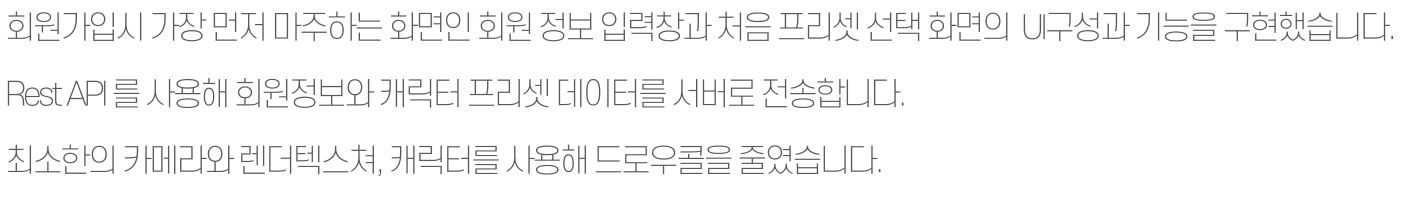 회원가입시 가장 먼저 마주하는 화면인 회원 정보 입력창과 처음 프리셋 선택 화면의 UI구성과 기능을 구현했습니다.
Rest API 를 사용해 회원정보와 캐릭터 프리셋 데이터를 서버로 전송합니다.
최소한의 카메라와 렌더텍스쳐, 캐릭터를 사용해 드로우콜을 줄였습니다.